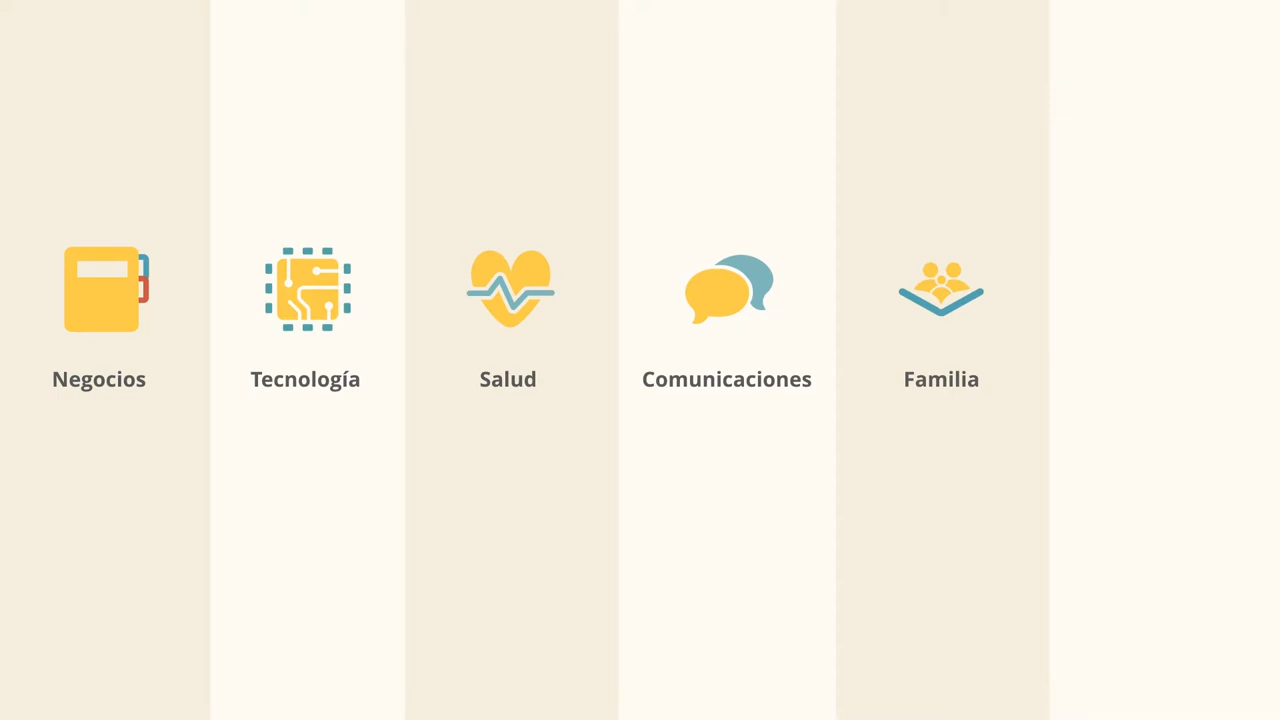 Negocios
Tecnología
Salud
Comunicaciones
Familia